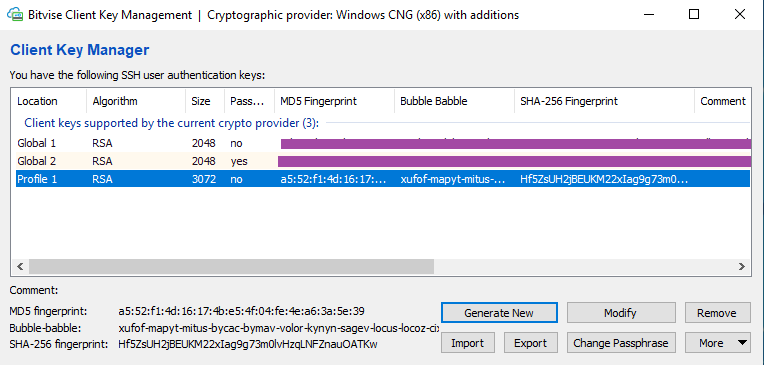 Bitvise Client Key Management | Cryptographic provider: Windows CNG (x86) with additions
Client Key Manager
You have the following SSH user authentication keys:
Location Algorithm Size Pass... MD5 Fingerprint Bubble Babble SHA-256 Fingerprint Comment
Client keys supported by the current crypto provider (3):
Global 1 RSA 2048 no
Global 2 RSA 2048 yes
Profile 1 RSA 3072 no a5:52:f1:4d:16:17:... xufof-mapyt-mitus-... Hf5ZsUH2jBEUKM22xIag9g73m0...
Comment:
MD5 fingerprint: a5:52:f1:4d:16:17:4b:e5:4f:04:fe:4e:a6:3a:5e:39
Bubble-babble: xufof-mapyt-mitus-bycac-bymav-volor-kynyn-sagev-locus-locoz-cix
SHA-256 fingerprint: Hf5ZsUH2jBEUKM22xIag9g73m0lvHzqLNFZnauOATKw
Generate New Modify Remove
Import Export Change Passphrase More